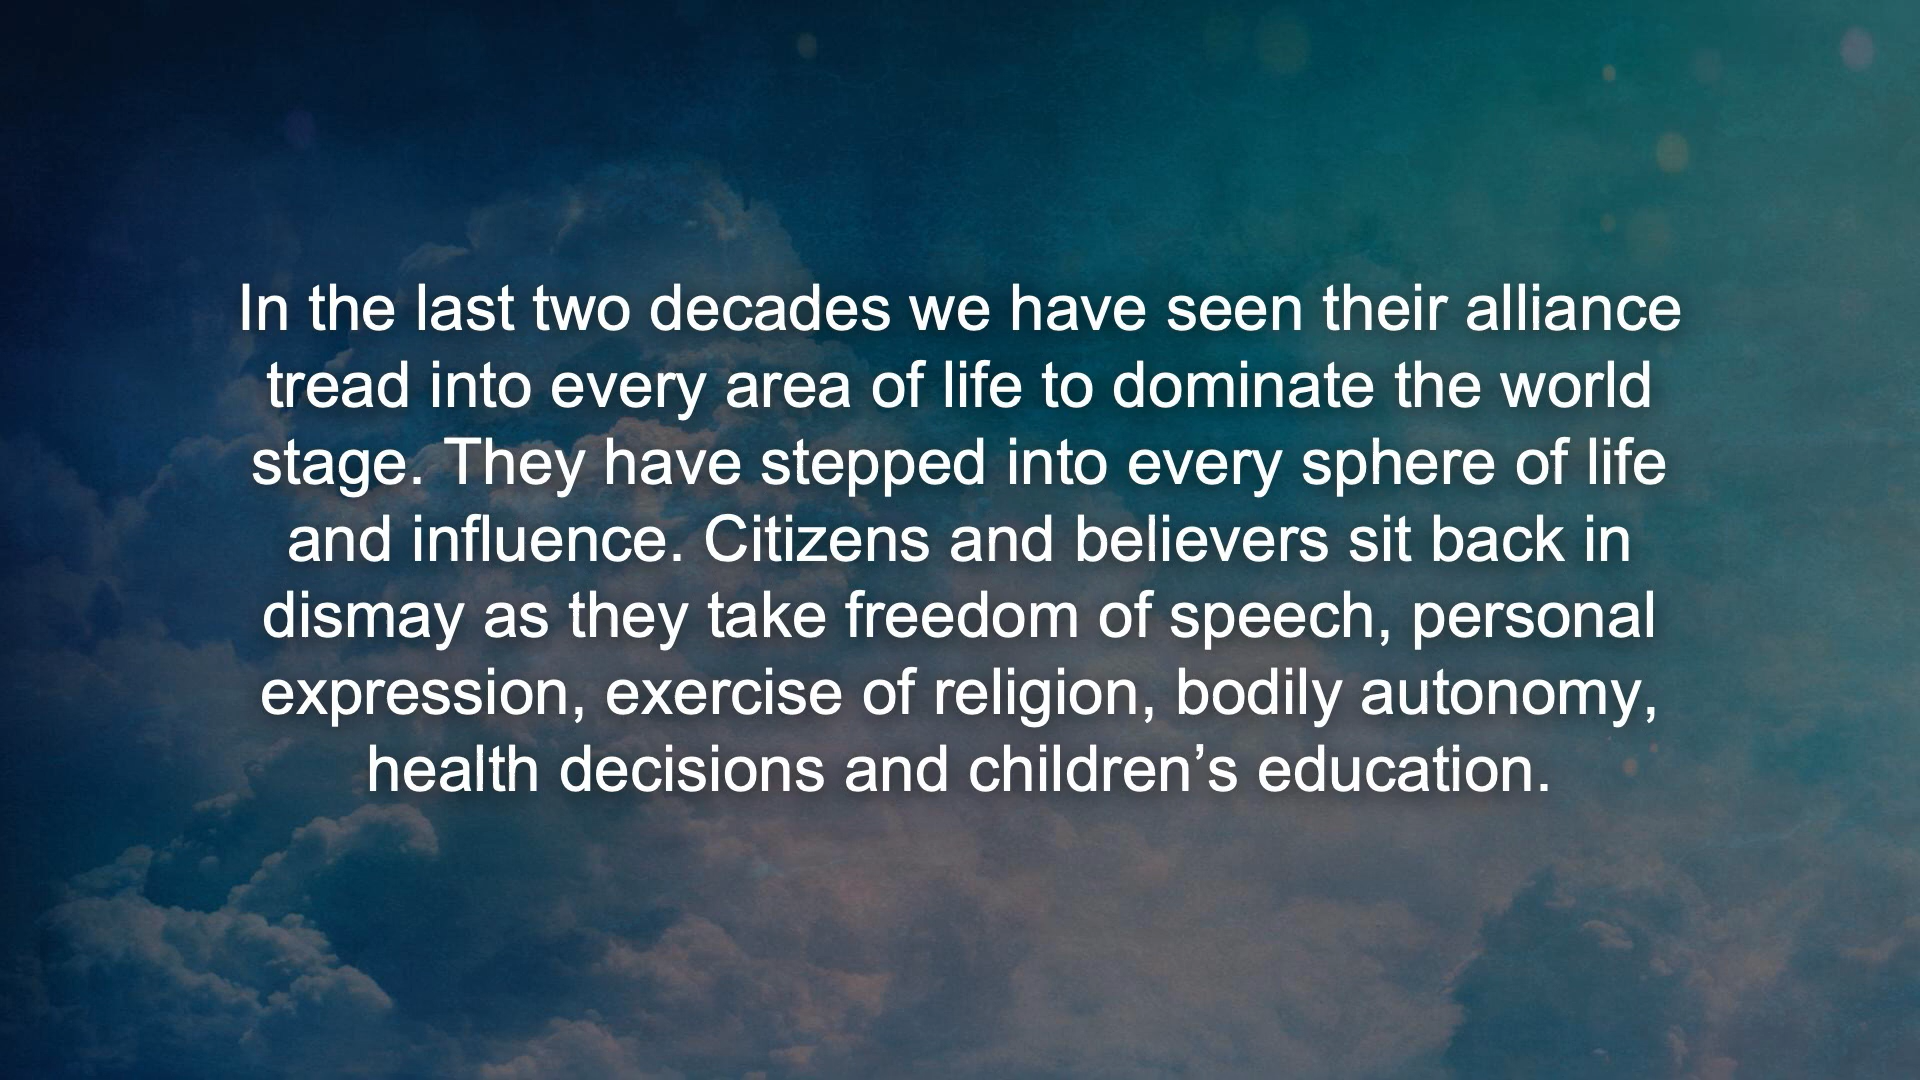 In the last two decades we have seen their alliance
tread into every area of life to dominate the world
stage. They have stepped into every sphere of life
and influence. Citizens and believers sit back in
dismay as they take freedom of speech, personal
expression, exercise of religion, bodily autonomy,
health decisions and children’s education.